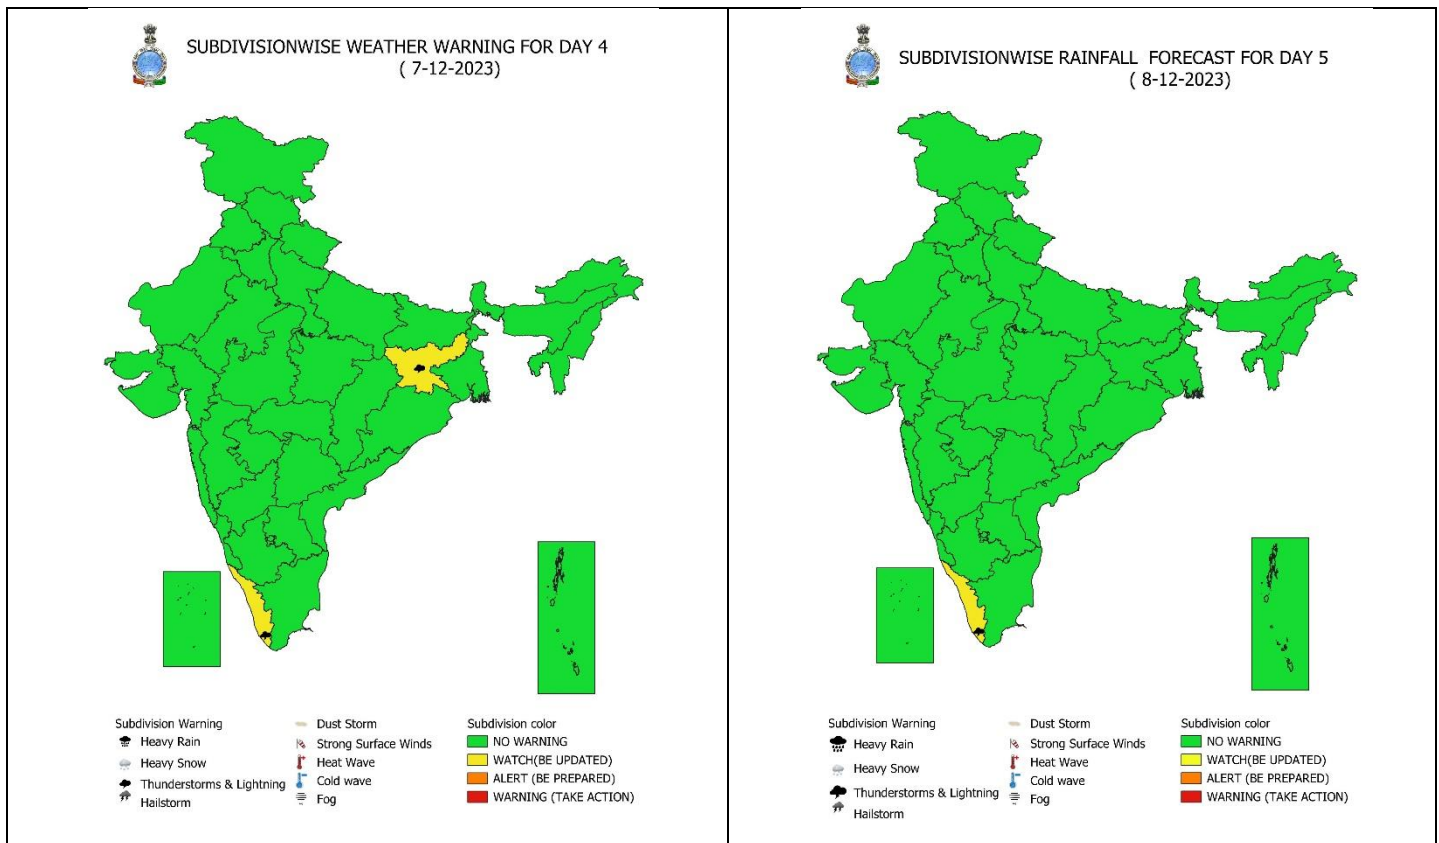 SUBDIVISIONWISE WEATHER WARNING FOR DAY 4
( 7-12-2023)
Subdivision Warning
Heavy Rain
Heavy Snow
Thunderstorms & Lightning
Hailstorm
Dust Storm
Strong Surface Winds
Heat Wave
Cold wave
Fog
Subdivision color
NO WARNING
WATCH(BE UPDATED)
ALERT (BE PREPARED)
WARNING (TAKE ACTION)
SUBDIVISIONWISE RAINFALL FORECAST FOR DAY 5
( 8-12-2023)
Subdivision Warning
Heavy Rain
Heavy Snow
Thunderstorms & Lightning
Hailstorm
Dust Storm
Strong Surface Winds
Heat Wave
Cold wave
Fog
Subdivision color
NO WARNING
WATCH(BE UPDATED)
ALERT (BE PREPARED)
WARNING (TAKE ACTION)